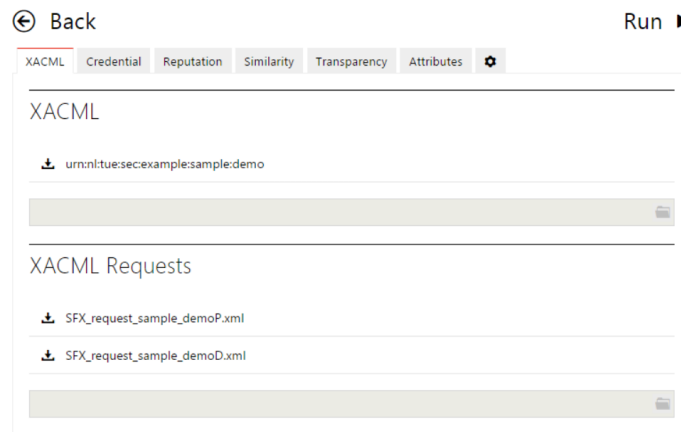 Back
Run
XACML Credential Reputation Similarity Transparency Attributes
XACML
urn:nl:tue:sec:example:sample:demo
XACML Requests
SFX_request_sample_demoP.xml
SFX_request_sample_demoD.xml